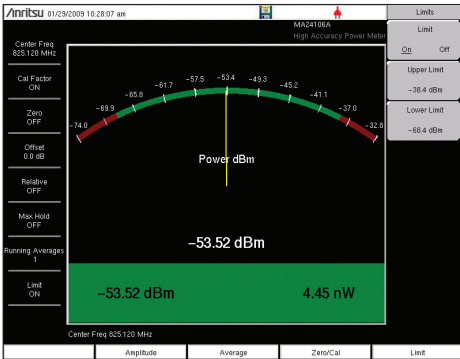 Anritsu 01/29/2009 10:28:07 am
MA24106A
High Accuracy Power Meter
Center Freq
825.120 MHz
Cal Factor
ON
Zero
OFF
Offset
0.0 dB
Relative
OFF
Max Hold
OFF
Running Averages
1
Limit
ON
-74.0
-69.9
-65.8
-61.7
-57.5
-53.4
-49.3
-45.2
-41.1
-37.0
-32.8
Power dBm
-53.52 dBm
-53.52 dBm 4.45 nW
Center Freq 825.120 MHz
Limits
Limit
On Off
Upper Limit
-38.4 dBm
Lower Limit
-68.4 dBm
Amplitude Average Zero/Cal Limit